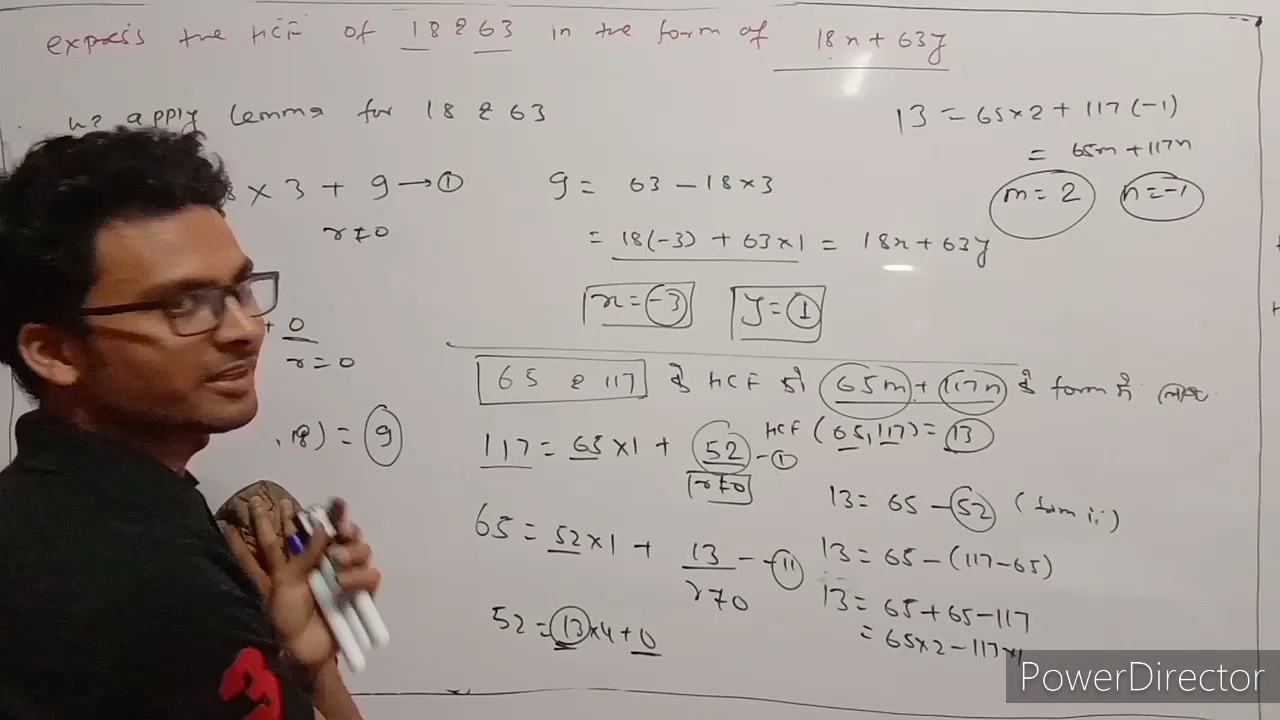 express the HCF of 18 & 63 in the form of 18x + 63y
we apply lemma for 18 & 63
8 × 3 + 9 → ①
r ≠ 0
+ 0
r = 0
, 18) = 9
9 = 63 - 18 × 3
= 18(-3) + 63 × 1 = 18x + 63y
x = -3 y = 1
13 = 65 × 2 + 117 (-1)
= 65m + 117n
m = 2 n = -1
65 & 117 के HCF को 65m + 117n के form में
117 = 65 × 1 + 52 - ①
r ≠ 0
65 = 52 × 1 + 13 - ⑪
r ≠ 0
52 = 13 × 4 + 0
HCF (65, 117) = 13
13 = 65 - 52 (form ii)
13 = 65 - (117 - 65)
13 = 65 + 65 - 117
= 65 × 2 - 117 × 1
3
PowerDirector